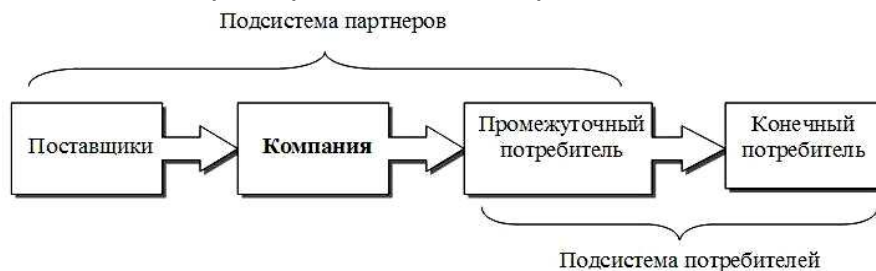 Подсистема партнеров
Поставщики
Компания
Промежуточный
потребитель
Конечный
потребитель
Подсистема потребителей